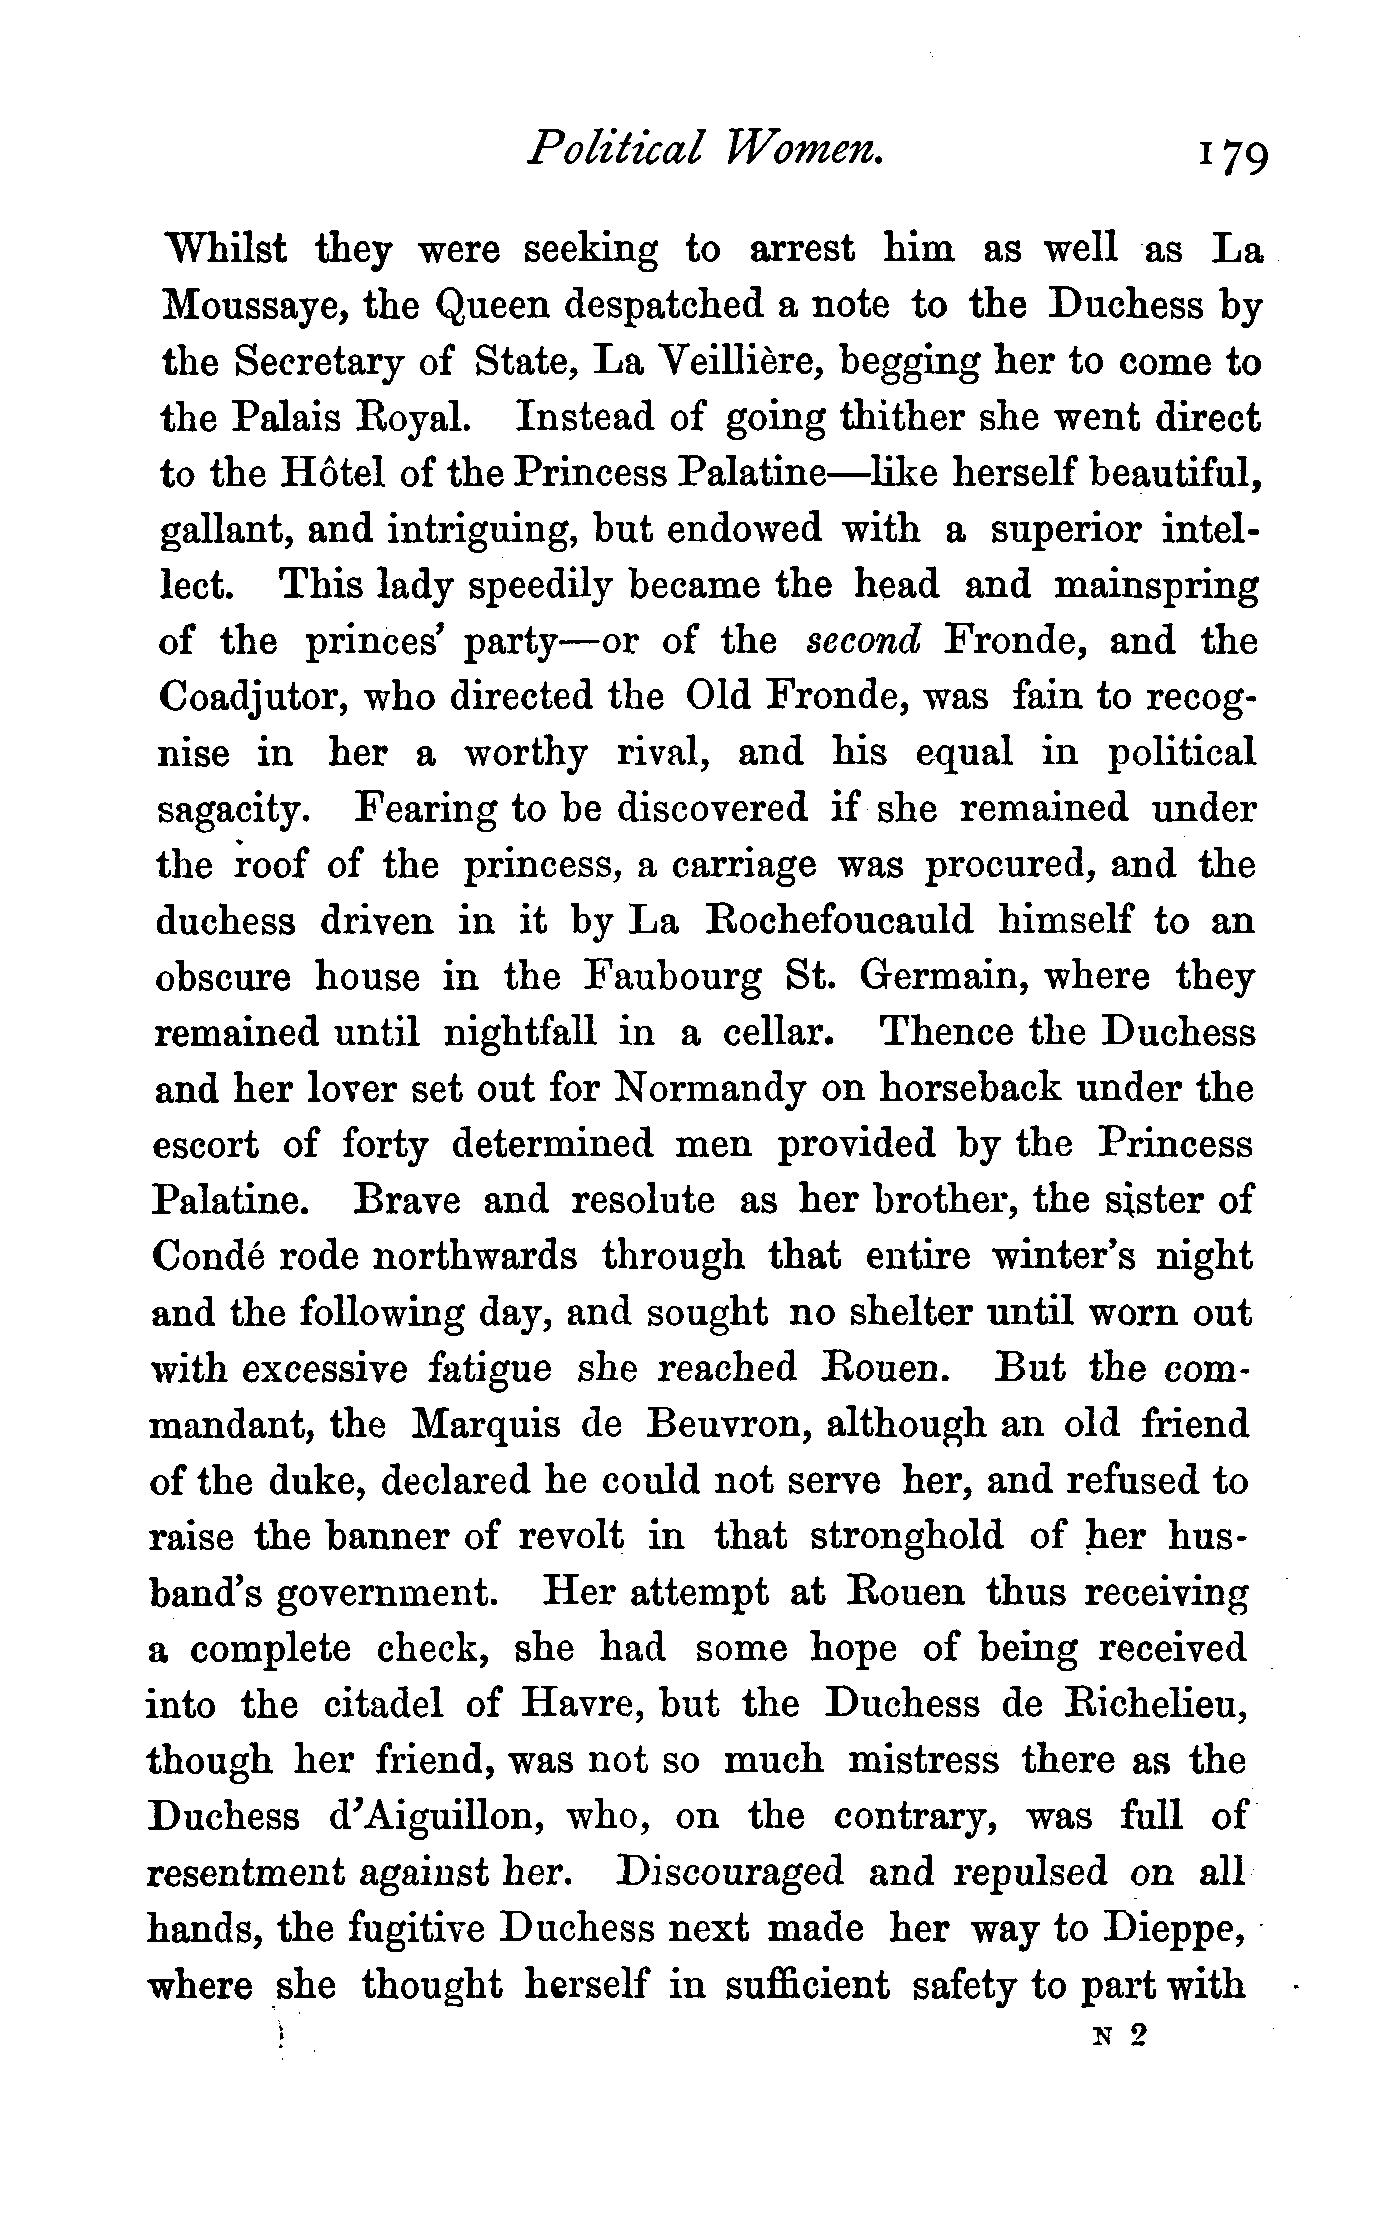 Political Women. 179
Whilst they were seeking to arrest him as well as La
Moussaye, the Queen despatched a note to the Duchess by
the Secretary of State, La Veillière, begging her to come to
the Palais Royal. Instead of going thither she went direct
to the Hôtel of the Princess Palatine—like herself beautiful,
gallant, and intriguing, but endowed with a superior intel-
lect. This lady speedily became the head and mainspring
of the princes' party—or of the second Fronde, and the
Coadjutor, who directed the Old Fronde, was fain to recog-
nise in her a worthy rival, and his equal in political
sagacity. Fearing to be discovered if she remained under
the roof of the princess, a carriage was procured, and the
duchess driven in it by La Rochefoucauld himself to an
obscure house in the Faubourg St. Germain, where they
remained until nightfall in a cellar. Thence the Duchess
and her lover set out for Normandy on horseback under the
escort of forty determined men provided by the Princess
Palatine. Brave and resolute as her brother, the sister of
Condé rode northwards through that entire winter's night
and the following day, and sought no shelter until worn out
with excessive fatigue she reached Rouen. But the com-
mandant, the Marquis de Beuvron, although an old friend
of the duke, declared he could not serve her, and refused to
raise the banner of revolt in that stronghold of her hus-
band's government. Her attempt at Rouen thus receiving
a complete check, she had some hope of being received
into the citadel of Havre, but the Duchess de Richelieu,
though her friend, was not so much mistress there as the
Duchess d'Aiguillon, who, on the contrary, was full of
resentment against her. Discouraged and repulsed on all
hands, the fugitive Duchess next made her way to Dieppe,
where she thought herself in sufficient safety to part with
N 2